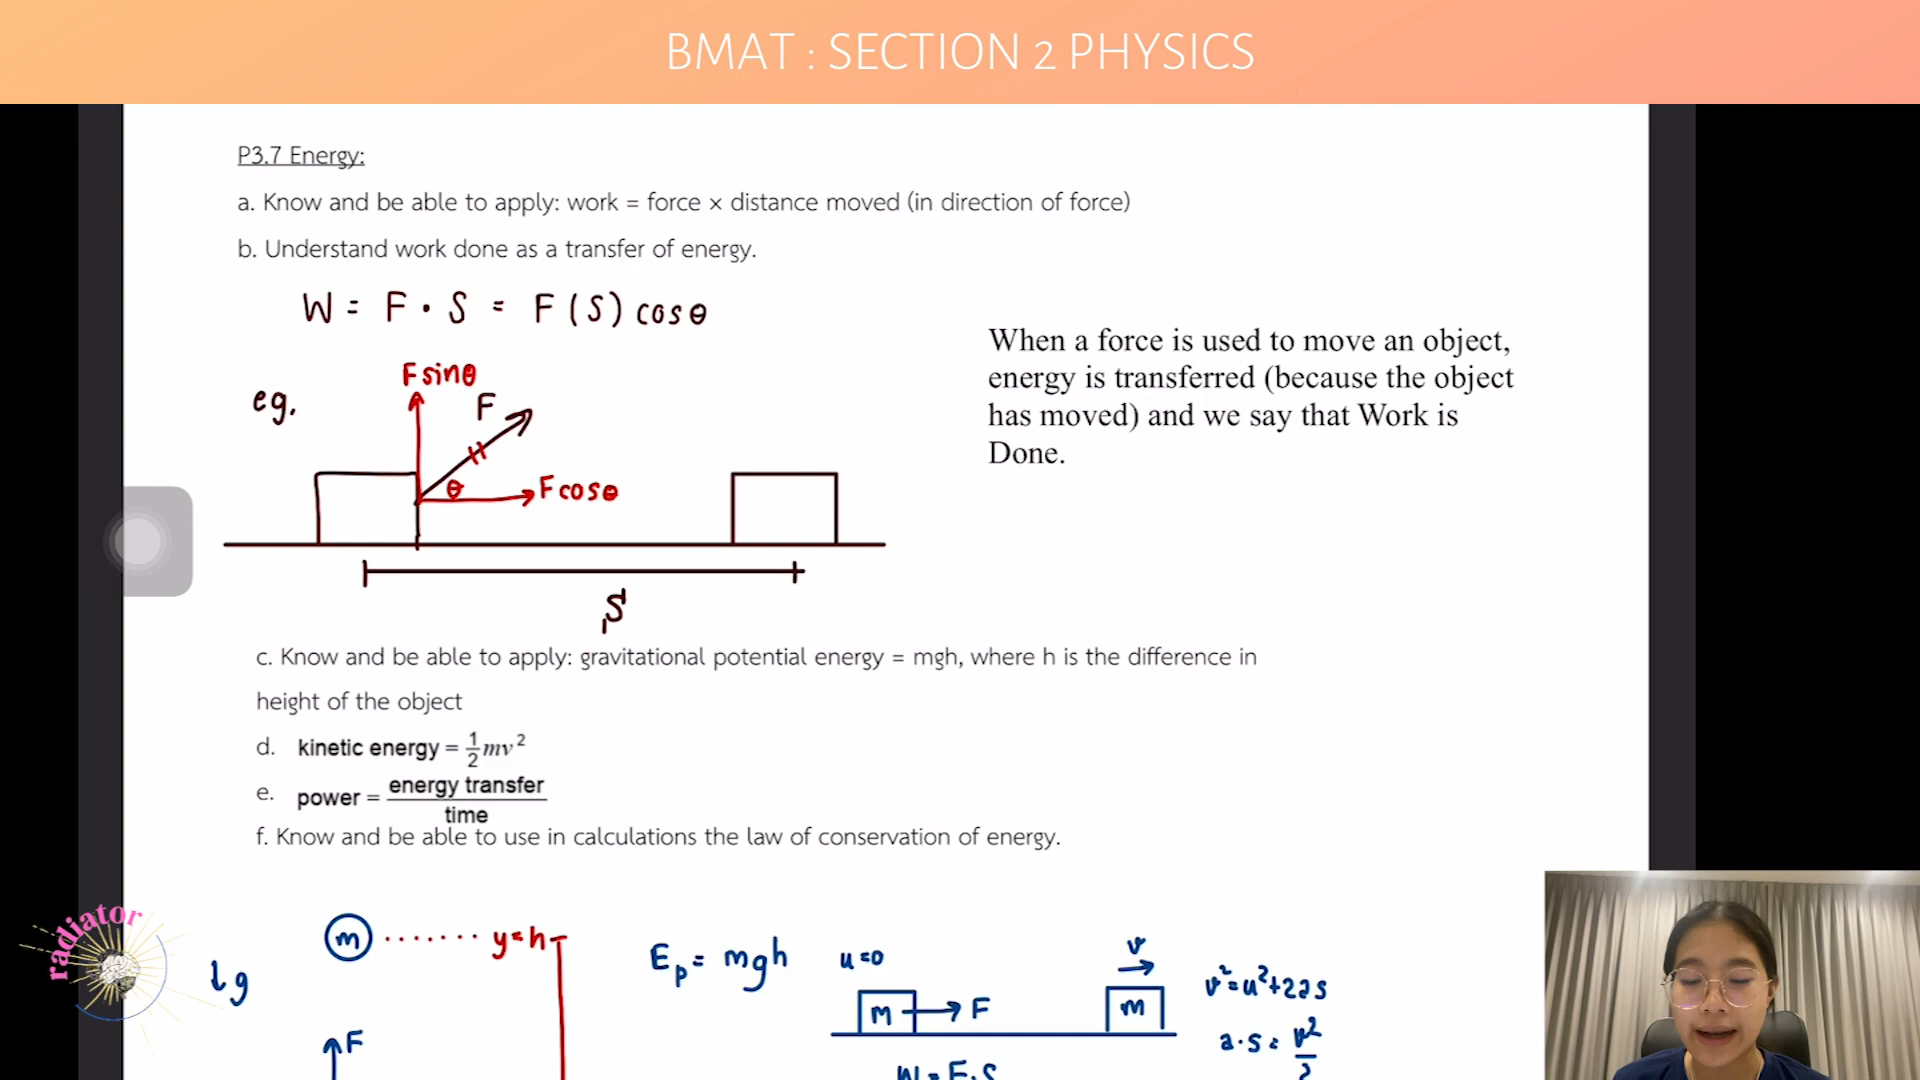 BMAT : SECTION 2 PHYSICS
P3.7 Energy:
a. Know and be able to apply: work = force × distance moved (in direction of force)
b. Understand work done as a transfer of energy.
W = F · S = F (S) cos θ
When a force is used to move an object,
energy is transferred (because the object
has moved) and we say that Work is
Done.
eg.
F sin θ
F
θ
F cos θ
S
c. Know and be able to apply: gravitational potential energy = mgh, where h is the difference in
height of the object
d. kinetic energy = 1/2 mv²
e. power = energy transfer / time
f. Know and be able to use in calculations the law of conservation of energy.
radiator
m ........ y=h
F
Ep = mgh
u=0
m
F
v
m
W = F·S
v² = u² + 2as
a·s = v²/2